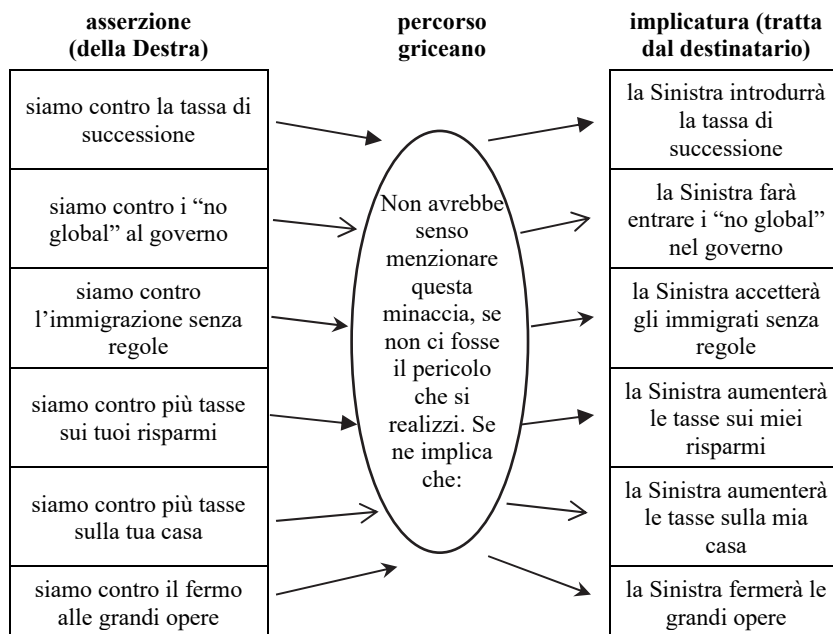 asserzione
(della Destra)
percorso
griceano
implicatura (tratta
dal destinatario)
siamo contro la tassa di
successione
siamo contro i “no
global” al governo
siamo contro
l’immigrazione senza
regole
siamo contro più tasse
sui tuoi risparmi
siamo contro più tasse
sulla tua casa
siamo contro il fermo
alle grandi opere
Non avrebbe
senso
menzionare
questa
minaccia, se
non ci fosse
il pericolo
che si
realizzi. Se
ne implica
che:
la Sinistra introdurrà
la tassa di
successione
la Sinistra farà
entrare i “no global”
nel governo
la Sinistra accetterà
gli immigrati senza
regole
la Sinistra aumenterà
le tasse sui miei
risparmi
la Sinistra aumenterà
le tasse sulla mia
casa
la Sinistra fermerà le
grandi opere